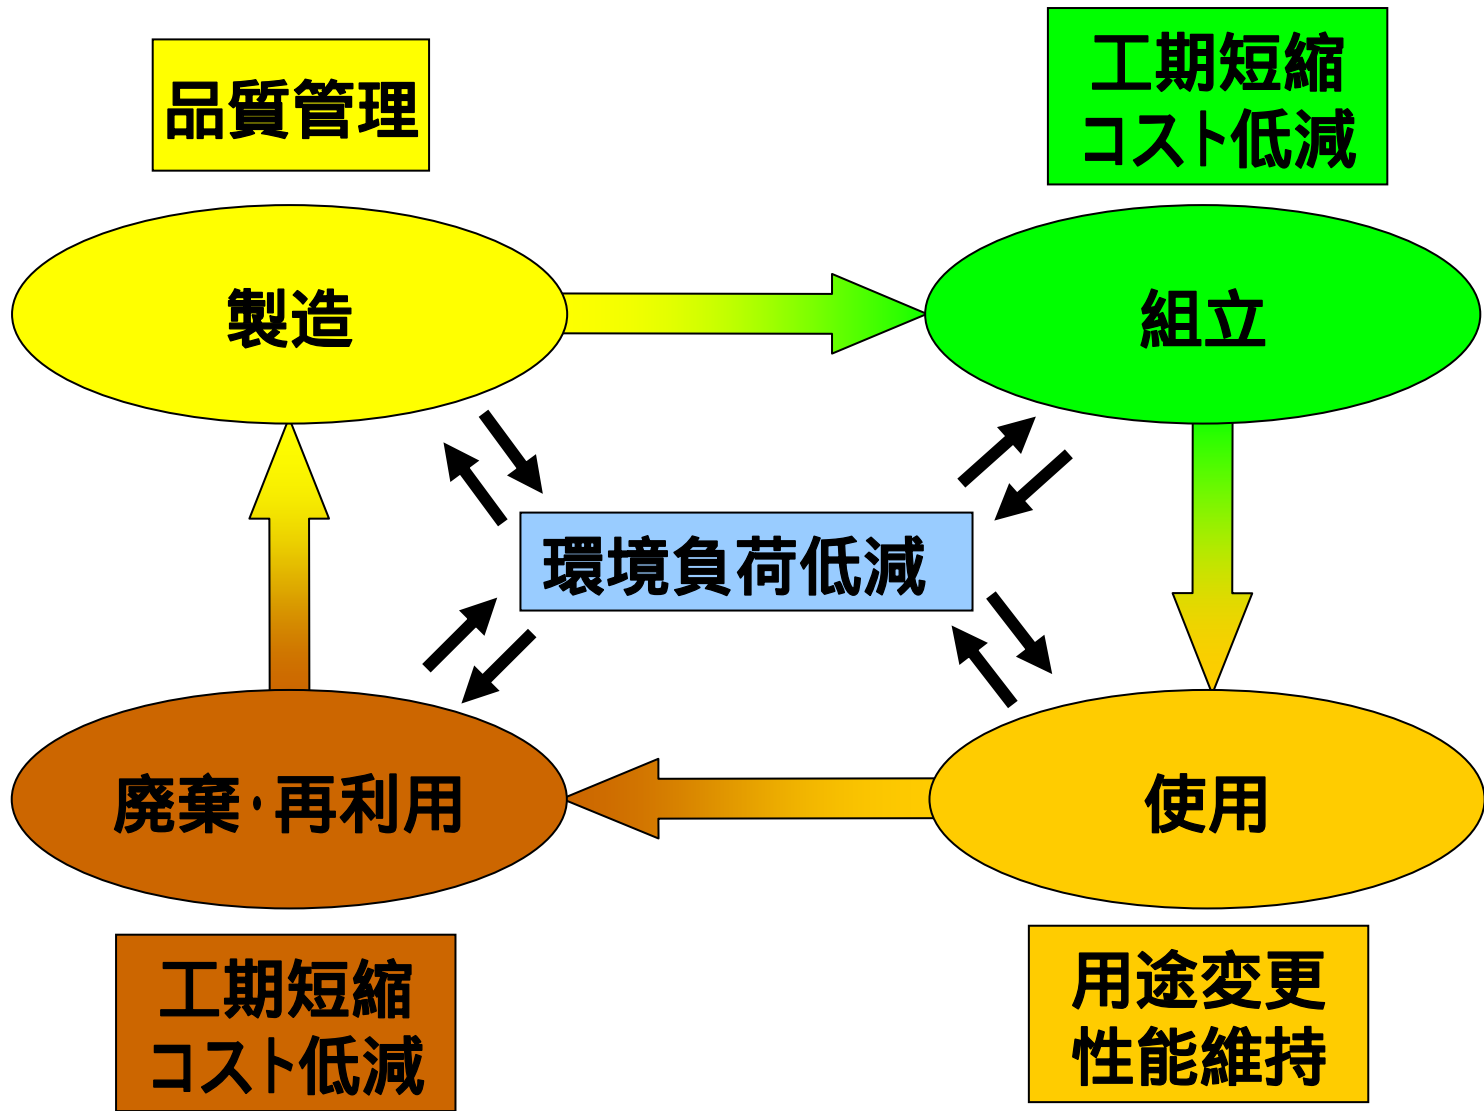 品質管理
工期短縮
コスト低減
製造
組立
環境負荷低減
廃棄･再利用
使用
工期短縮
コスト低減
用途変更
性能維持